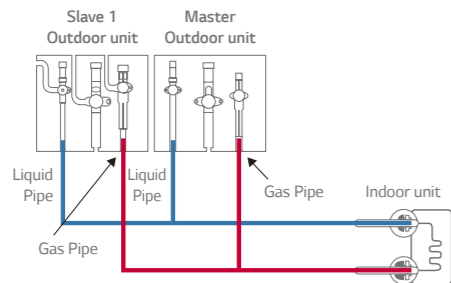 Slave 1
Outdoor unit
Master
Outdoor unit
Liquid
Pipe
Liquid
Pipe
Gas Pipe
Indoor unit
Gas Pipe